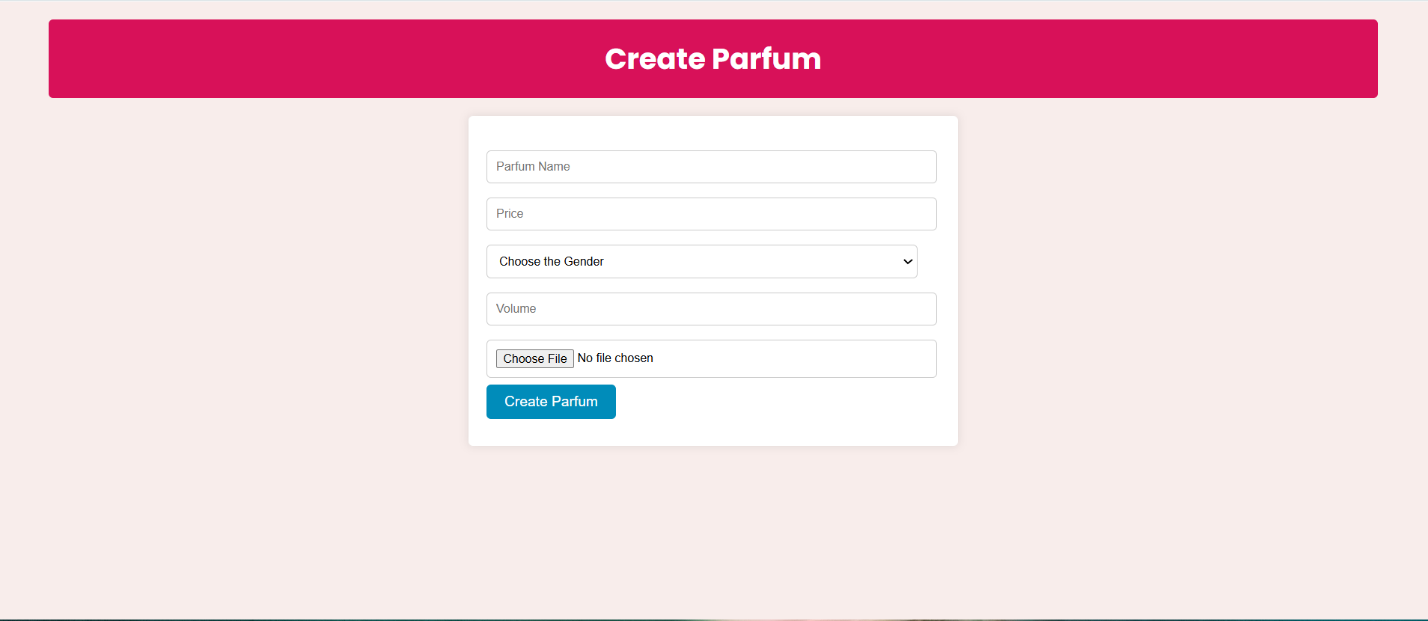 Create Parfum
Parfum Name
Price
Choose the Gender
Volume
Choose File No file chosen
Create Parfum